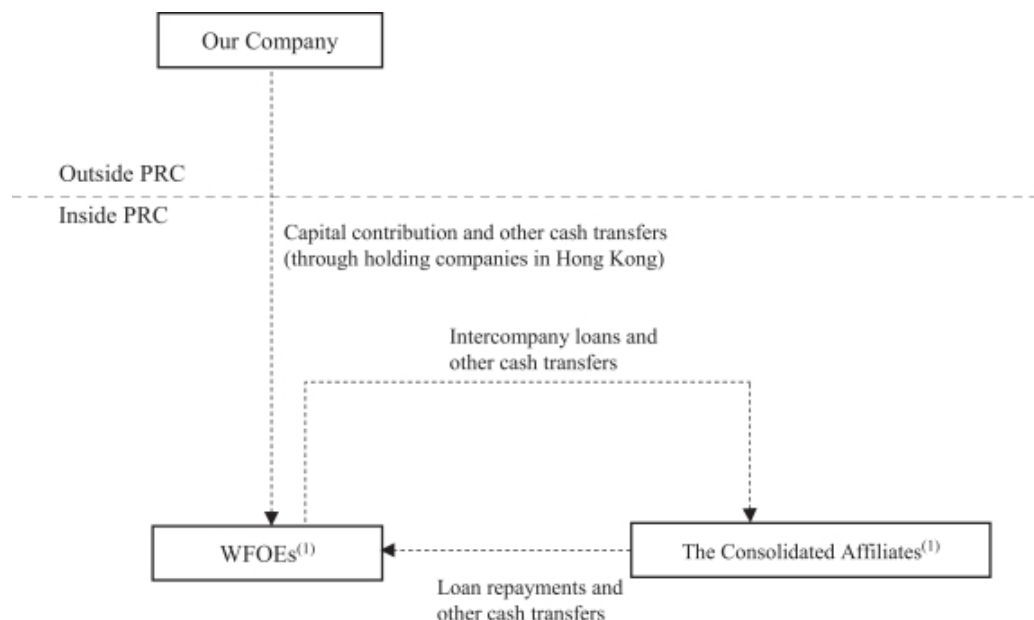 Our Company
Outside PRC
Inside PRC
Capital contribution and other cash transfers
(through holding companies in Hong Kong)
Intercompany loans and
other cash transfers
WFOEs(1)
The Consolidated Affiliates(1)
Loan repayments and
other cash transfers